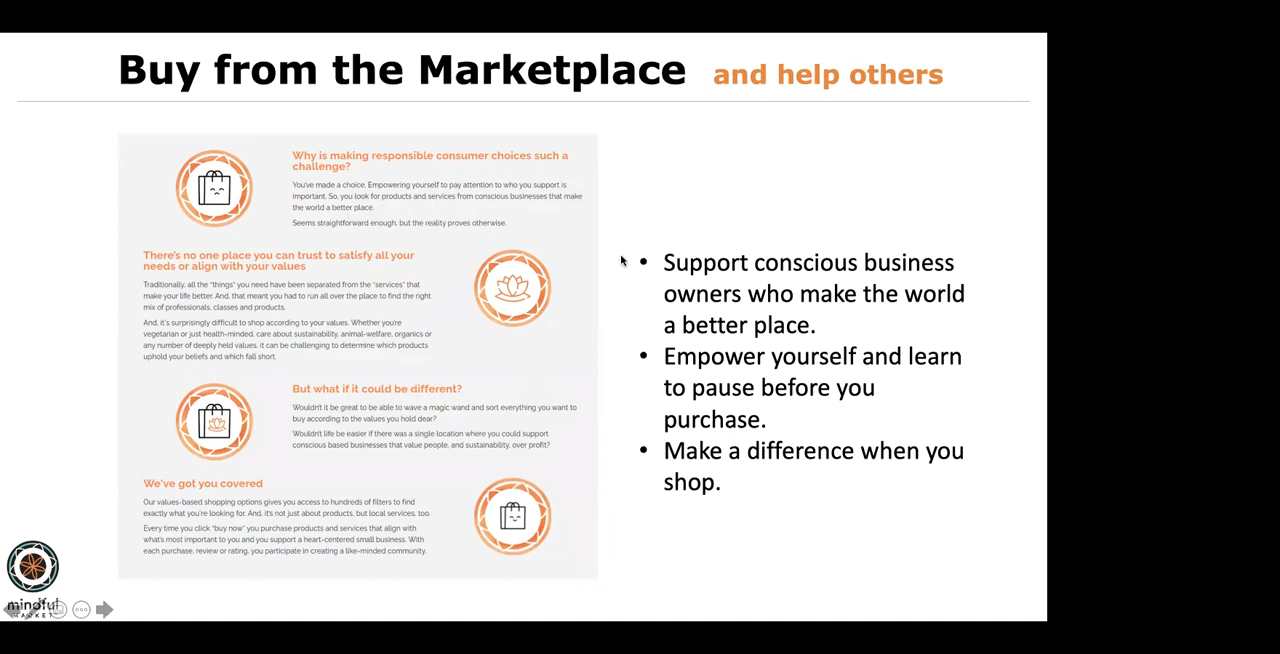 Buy from the Marketplace and help others
Why is making responsible consumer choices such a
challenge?
You've made a choice. Empowering yourself to pay attention to who you support is
important. So, you look for products and services from conscious businesses that make
the world a better place.
Seems straightforward enough, but the reality proves otherwise.
There's no one place you can trust to satisfy all your
needs or align with your values
Traditionally, all the "things" you need have been separated from the "services" that
make your life better. And, that meant you had to run all over the place to find the right
mix of professionals, classes and products.
And, it's surprisingly difficult to shop according to your values. Whether you're
vegetarian or just health-minded, care about sustainability, animal-welfare, organics or
any number of deeply held values, it can be challenging to determine which products
uphold your beliefs and which fall short.
But what if it could be different?
Wouldn't it be great to be able to wave a magic wand and sort everything you want to
buy according to the values you hold dear?
Wouldn't life be easier if there was a single location where you could support
conscious based businesses that value people, and sustainability, over profit?
We've got you covered
Our values-based shopping options gives you access to hundreds of filters to find
exactly what you're looking for. And, it's not just about products, but local services, too.
Every time you click "buy now" you purchase products and services that align with
what's most important to you and you support a heart-centered small business. With
each purchase, review or rating, you participate in creating a like-minded community.
• Support conscious business
owners who make the world
a better place.
• Empower yourself and learn
to pause before you
purchase.
• Make a difference when you
shop.
mindful
MARKET